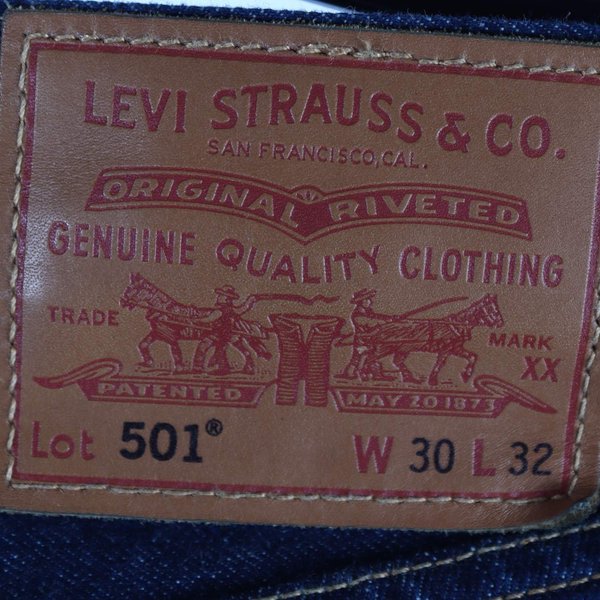 LEVI STRAUSS & CO.
SAN FRANCISCO, CAL.
ORIGINAL RIVETED
GENUINE QUALITY CLOTHING
TRADE MARK
XX
PATENTED MAY 20 1873
Lot 501® W 30 L 32